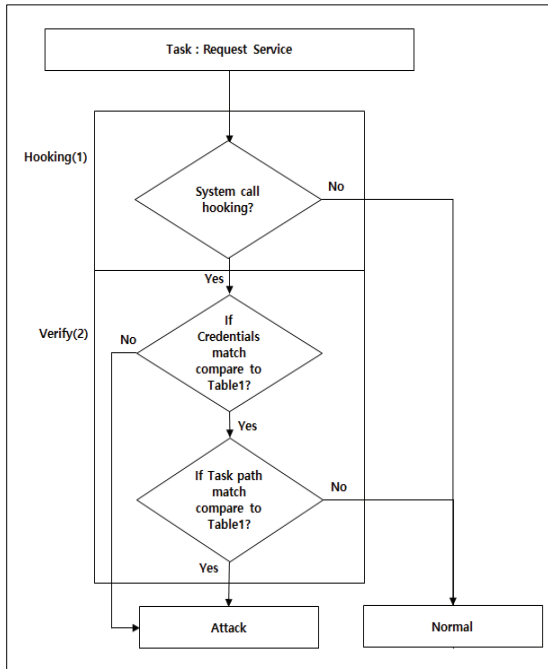 Task : Request Service
Hooking(1)
System call
hooking?
No
Yes
Verify(2)
No
If
Credentials
match
compare to
Table1?
Yes
If Task path
match
compare to
Table1?
No
Yes
Attack
Normal